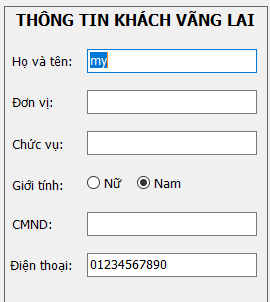 THÔNG TIN KHÁCH VÃNG LAI
Họ và tên: my
Đơn vị:
Chức vụ:
Giới tính: Nữ Nam
CMND:
Điện thoại: 01234567890